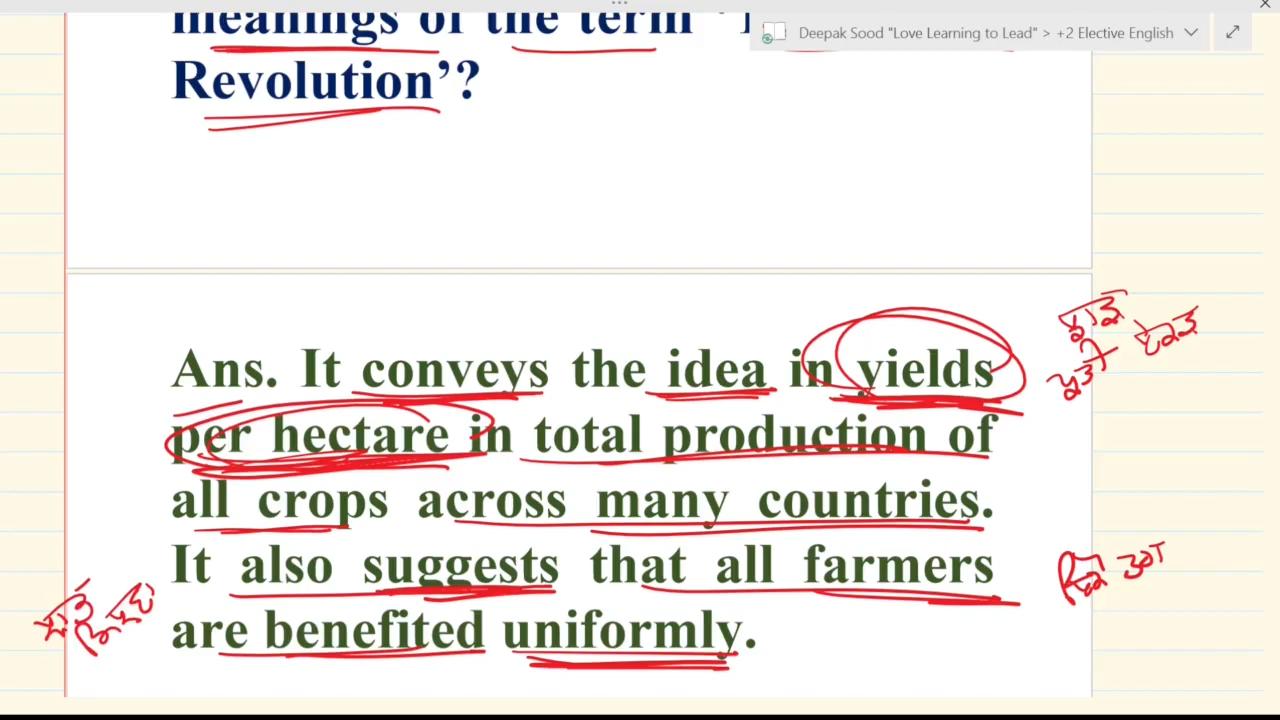 meanings of the term ‘
Deepak Sood "Love Learning to Lead" > +2 Elective English
Revolution’?
Ans. It conveys the idea in yields
per hectare in total production of
all crops across many countries.
It also suggests that all farmers
are benefited uniformly.